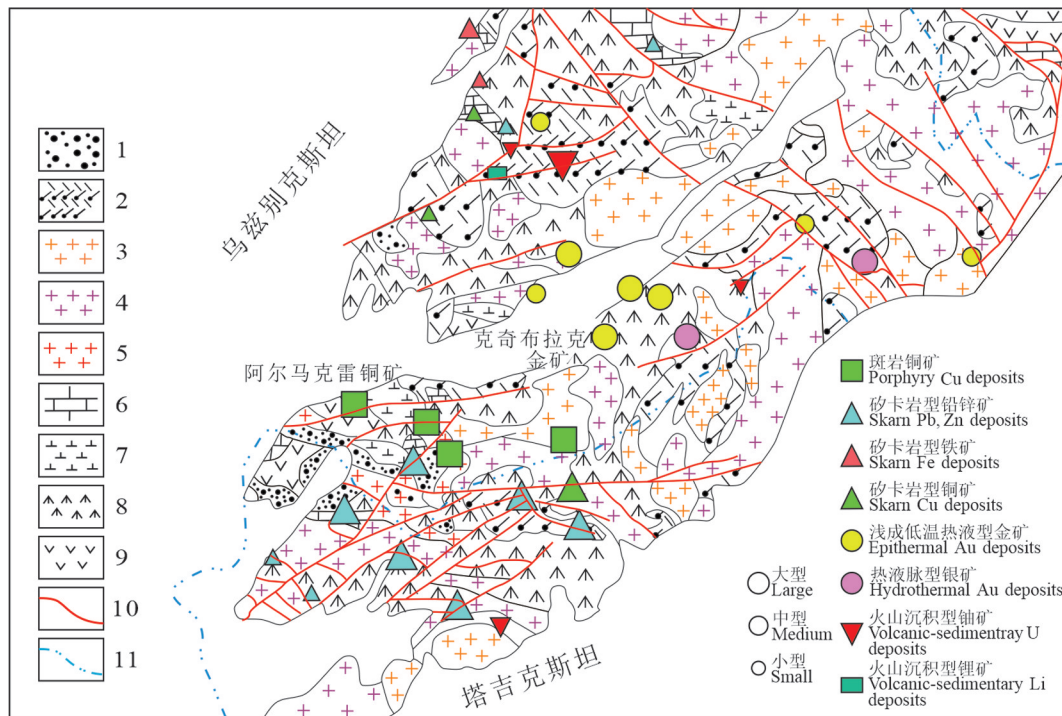 1
2
3
4
5
6
7
8
9
10
11
乌兹别克斯坦
克奇布拉克
金矿
阿尔马克雷铜矿
塔吉克斯坦
大型
Large
中型
Medium
小型
Small
斑岩铜矿
Porphyry Cu deposits
矽卡岩型铅锌矿
Skarn Pb, Zn deposits
矽卡岩型铁矿
Skarn Fe deposits
矽卡岩型铜矿
Skarn Cu deposits
浅成低温热液型金矿
Epithermal Au deposits
热液脉型银矿
Hydrothermal Au deposits
火山沉积型铀矿
Volcanic-sedimentray U
deposits
火山沉积型锂矿
Volcanic-sedimentary Li
deposits